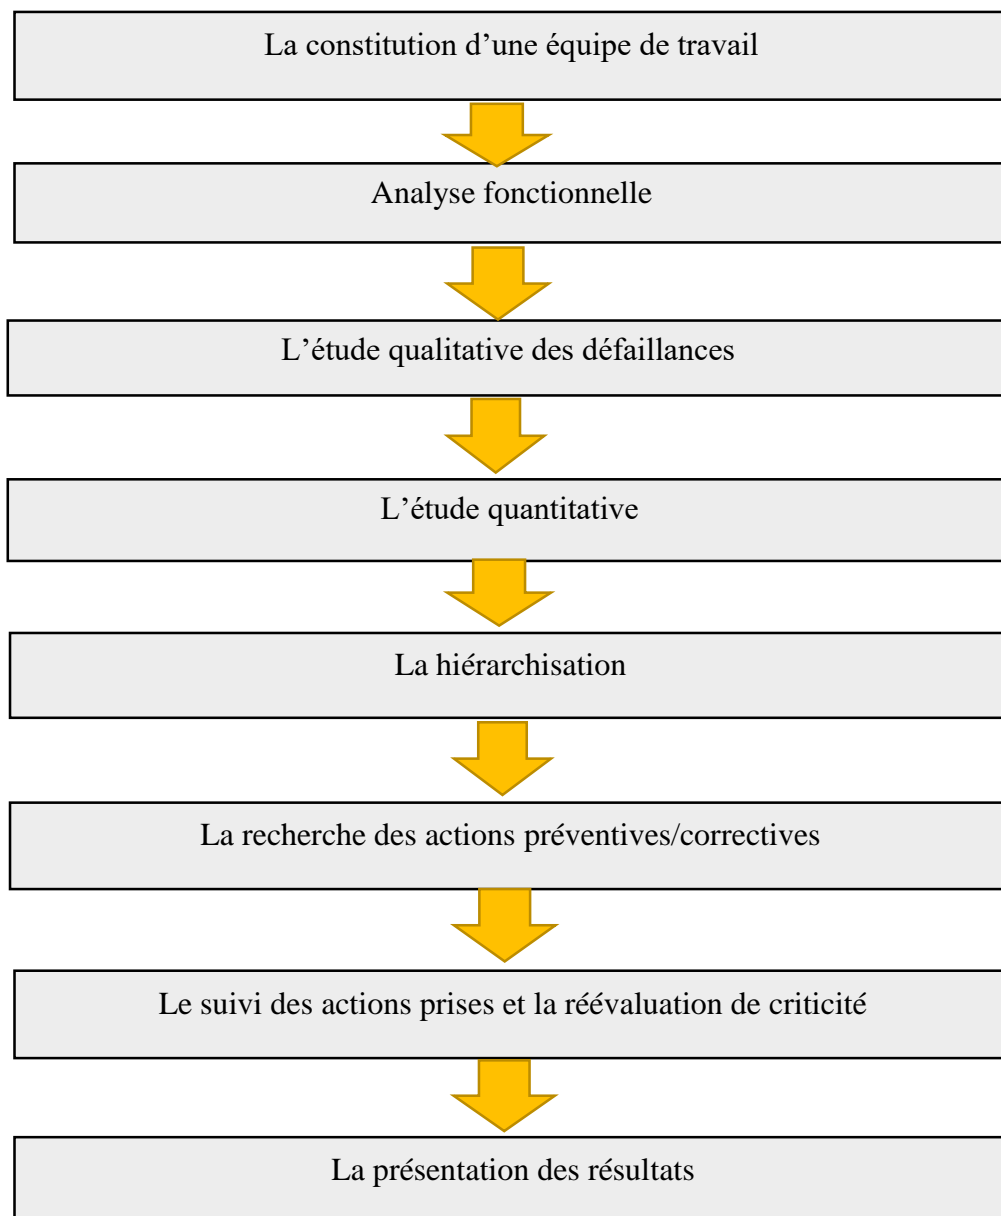 La constitution d’une équipe de travail
Analyse fonctionnelle
L’étude qualitative des défaillances
L’étude quantitative
La hiérarchisation
La recherche des actions préventives/correctives
Le suivi des actions prises et la réévaluation de criticité
La présentation des résultats